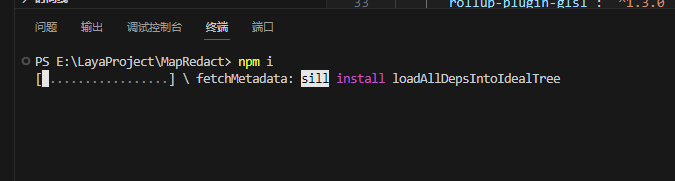 33 "rollup-plugin-glsl": "^1.3.0
问题 输出 调试控制台 终端 端口
PS E:\LayaProject\MapRedact> npm i
[ .................] \ fetchMetadata: sill install loadAllDepsIntoIdealTree